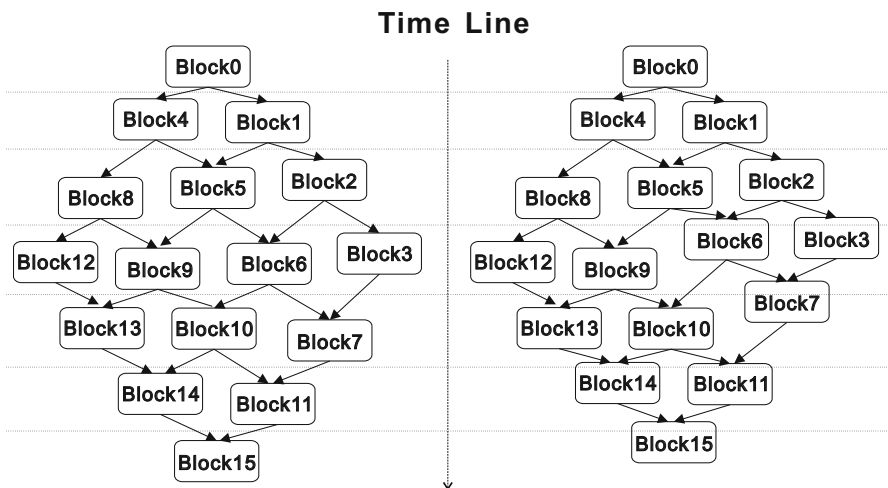 Time Line
Block0
Block4
Block1
Block8
Block5
Block2
Block12
Block9
Block6
Block3
Block13
Block10
Block7
Block14
Block11
Block15
Block0
Block4
Block1
Block8
Block5
Block2
Block12
Block9
Block6
Block3
Block13
Block10
Block7
Block14
Block11
Block15